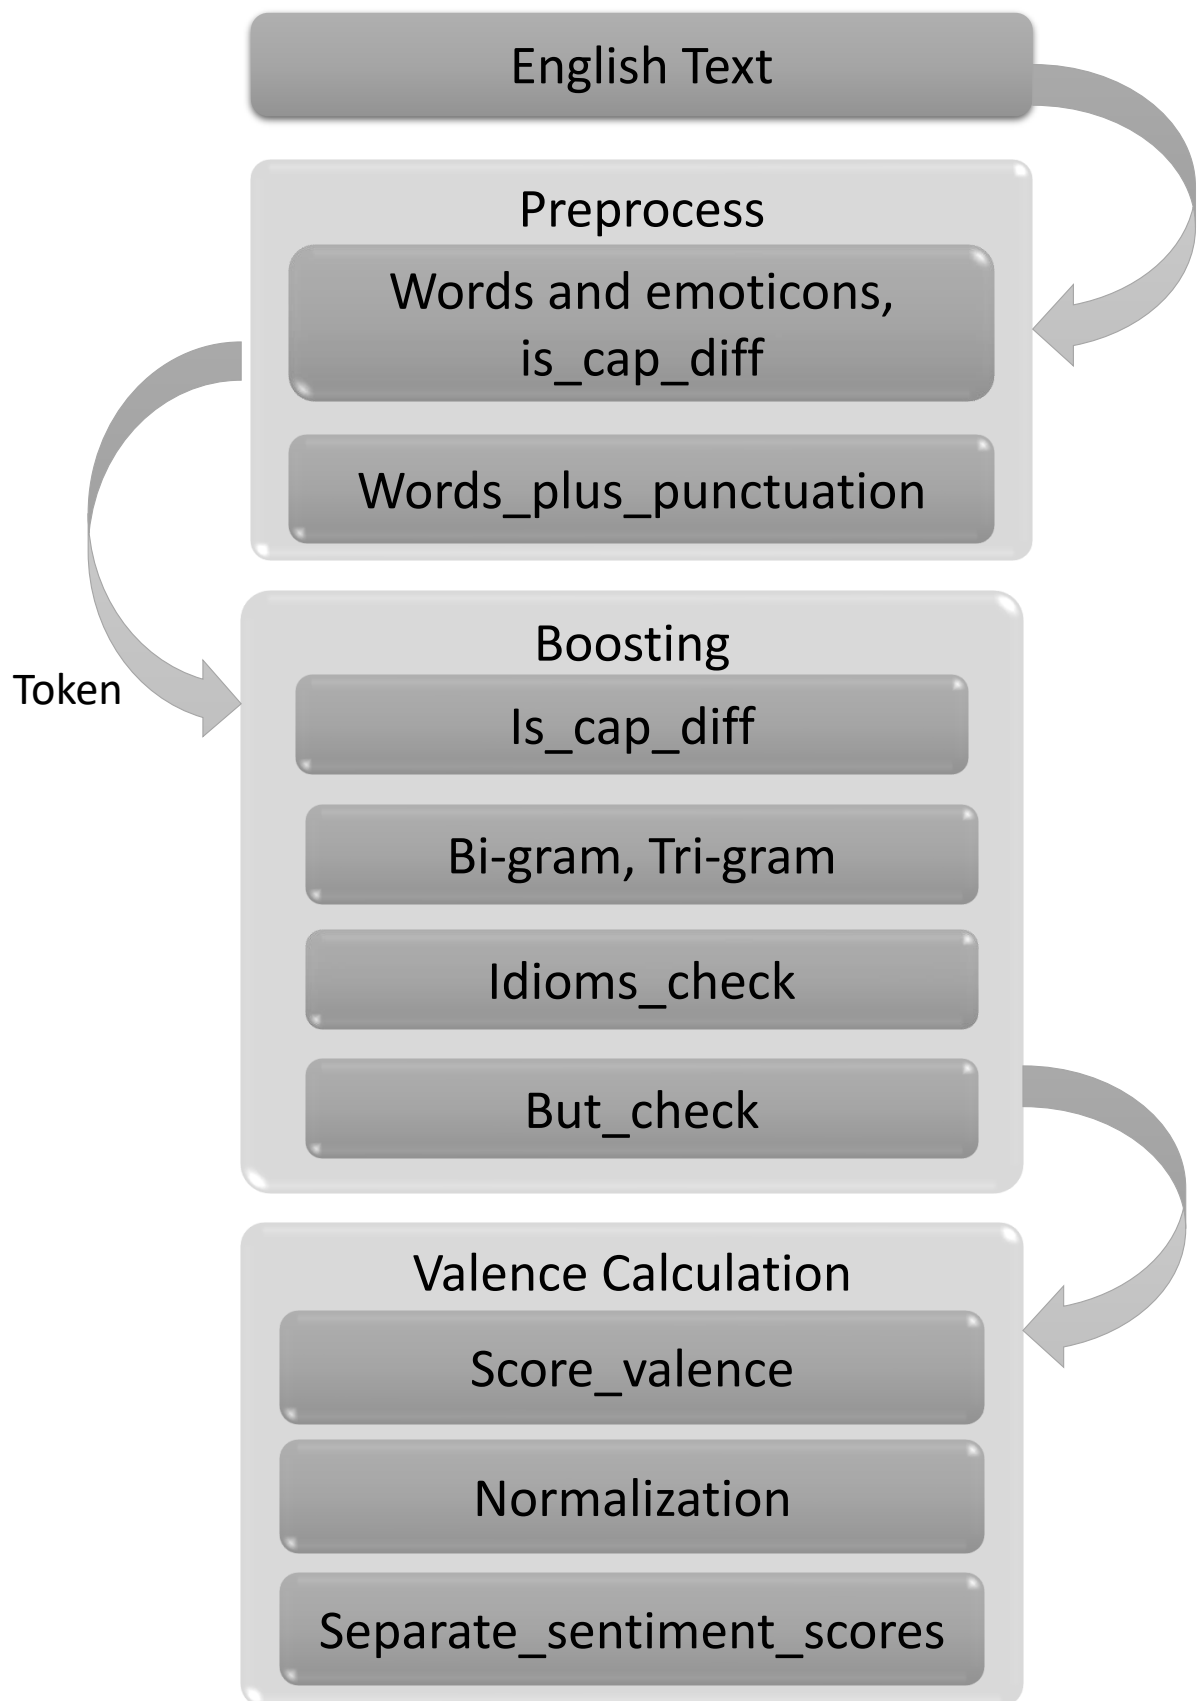 English Text
Preprocess
Words and emoticons,
is_cap_diff
Words_plus_punctuation
Token
Boosting
Is_cap_diff
Bi-gram, Tri-gram
Idioms_check
But_check
Valence Calculation
Score_valence
Normalization
Separate_sentiment_scores